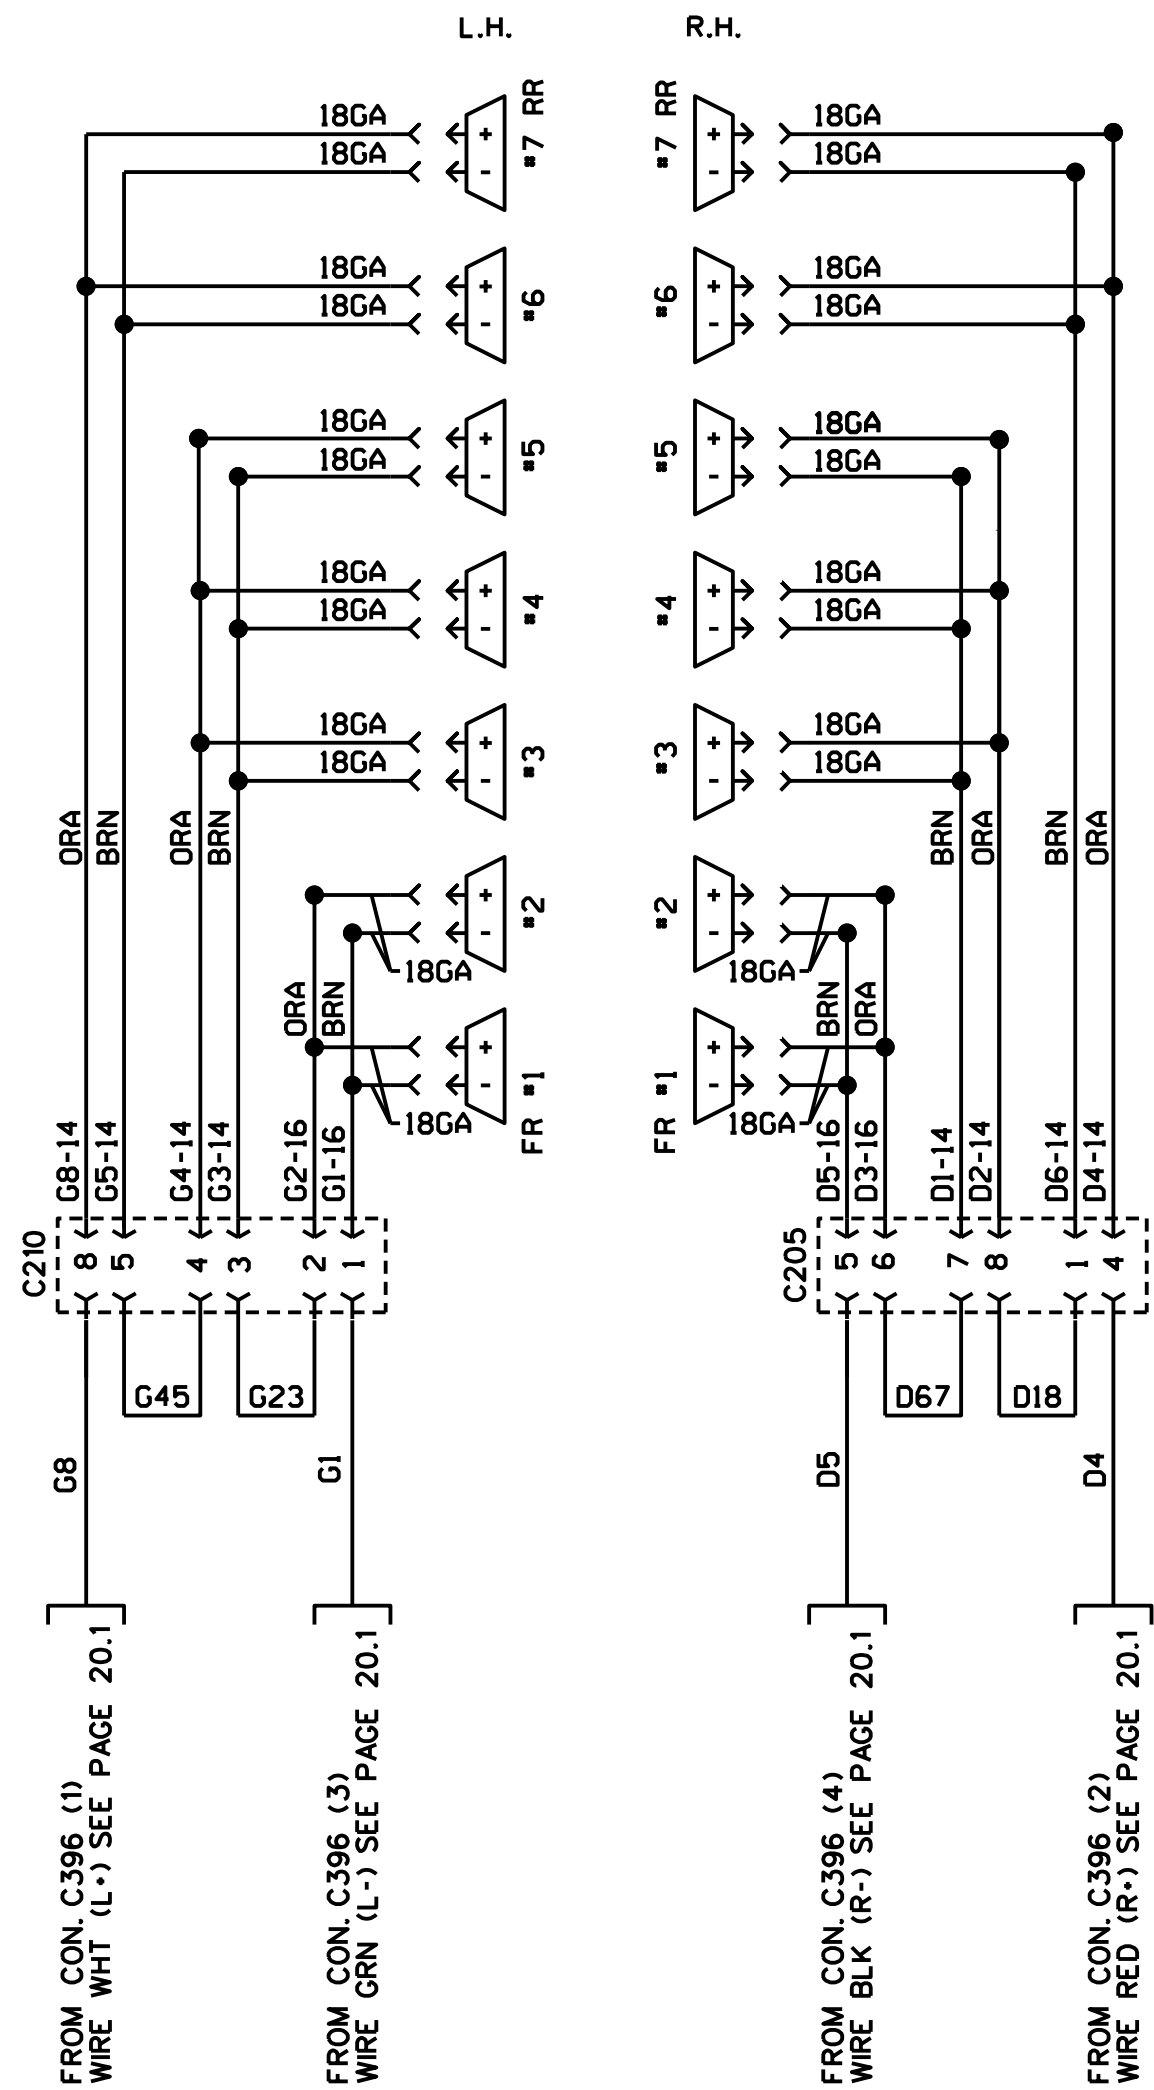 L.H. R.H.
18GA + #7 RR #7 RR + 18GA
18GA - - 18GA
18GA + #6 #6 + 18GA
18GA - - 18GA
18GA + #5 #5 + 18GA
18GA - - 18GA
18GA + #4 #4 + 18GA
18GA - - 18GA
18GA + #3 #3 + 18GA
18GA - - 18GA
ORA BRN ORA BRN BRN ORA BRN ORA
+ #2 #2 +
- -
18GA 18GA
ORA BRN BRN ORA
+ FR #1 FR #1 +
- -
18GA 18GA
G8-14 G5-14 G4-14 G3-14 G2-16 G1-16 D5-16 D3-16 D1-14 D2-14 D6-14 D4-14
C210 8 5 4 3 2 1 C205 5 6 7 8 1 4
G45 G23 D67 D18
G8 G1 D5 D4
FROM CON. C396 (1)
WIRE WHT (L+) SEE PAGE 20.1
FROM CON. C396 (3)
WIRE GRN (L-) SEE PAGE 20.1
FROM CON. C396 (4)
WIRE BLK (R-) SEE PAGE 20.1
FROM CON. C396 (2)
WIRE RED (R+) SEE PAGE 20.1